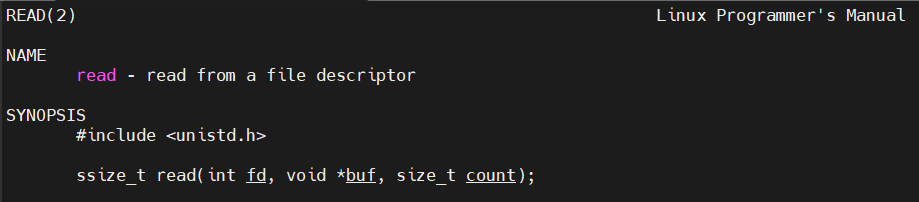 READ(2) Linux Programmer's Manual
NAME
read - read from a file descriptor
SYNOPSIS
#include <unistd.h>
ssize_t read(int fd, void *buf, size_t count);